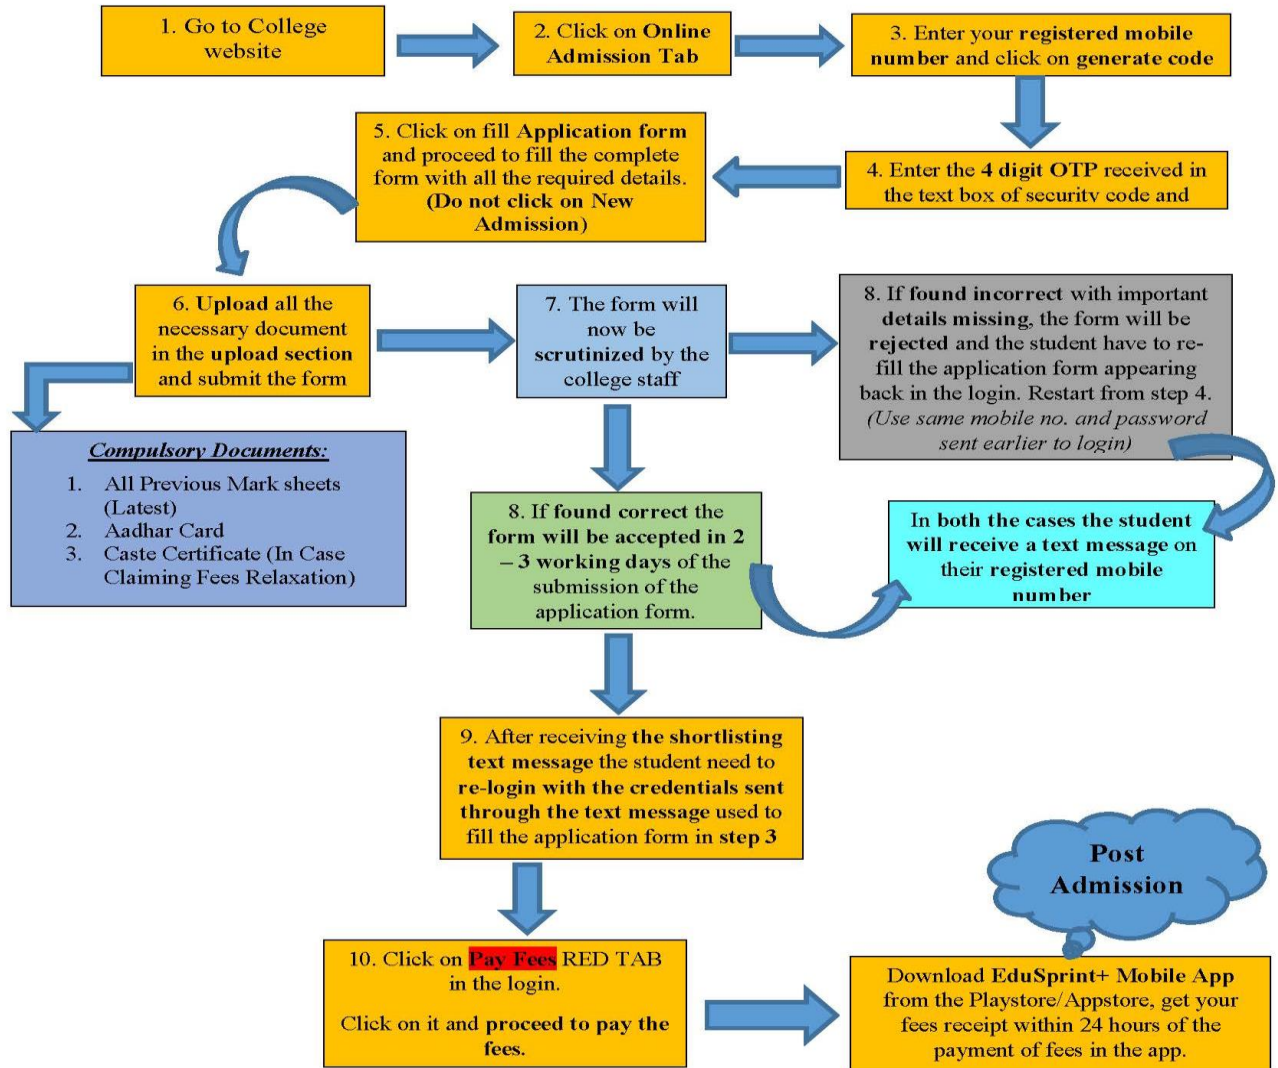 1. Go to College
website
2. Click on Online
Admission Tab
3. Enter your registered mobile
number and click on generate code
4. Enter the 4 digit OTP received in
the text box of security code and
5. Click on fill Application form
and proceed to fill the complete
form with all the required details.
(Do not click on New
Admission)
6. Upload all the
necessary document
in the upload section
and submit the form
Compulsory Documents:
1. All Previous Mark sheets
(Latest)
2. Aadhar Card
3. Caste Certificate (In Case
Claiming Fees Relaxation)
7. The form will
now be
scrutinized by the
college staff
8. If found incorrect with important
details missing, the form will be
rejected and the student have to re-
fill the application form appearing
back in the login. Restart from step 4.
(Use same mobile no. and password
sent earlier to login)
8. If found correct the
form will be accepted in 2
– 3 working days of the
submission of the
application form.
In both the cases the student
will receive a text message on
their registered mobile
number
9. After receiving the shortlisting
text message the student need to
re-login with the credentials sent
through the text message used to
fill the application form in step 3
10. Click on Pay Fees RED TAB
in the login.
Click on it and proceed to pay the
fees.
Post
Admission
Download EduSprint+ Mobile App
from the Playstore/Appstore, get your
fees receipt within 24 hours of the
payment of fees in the app.